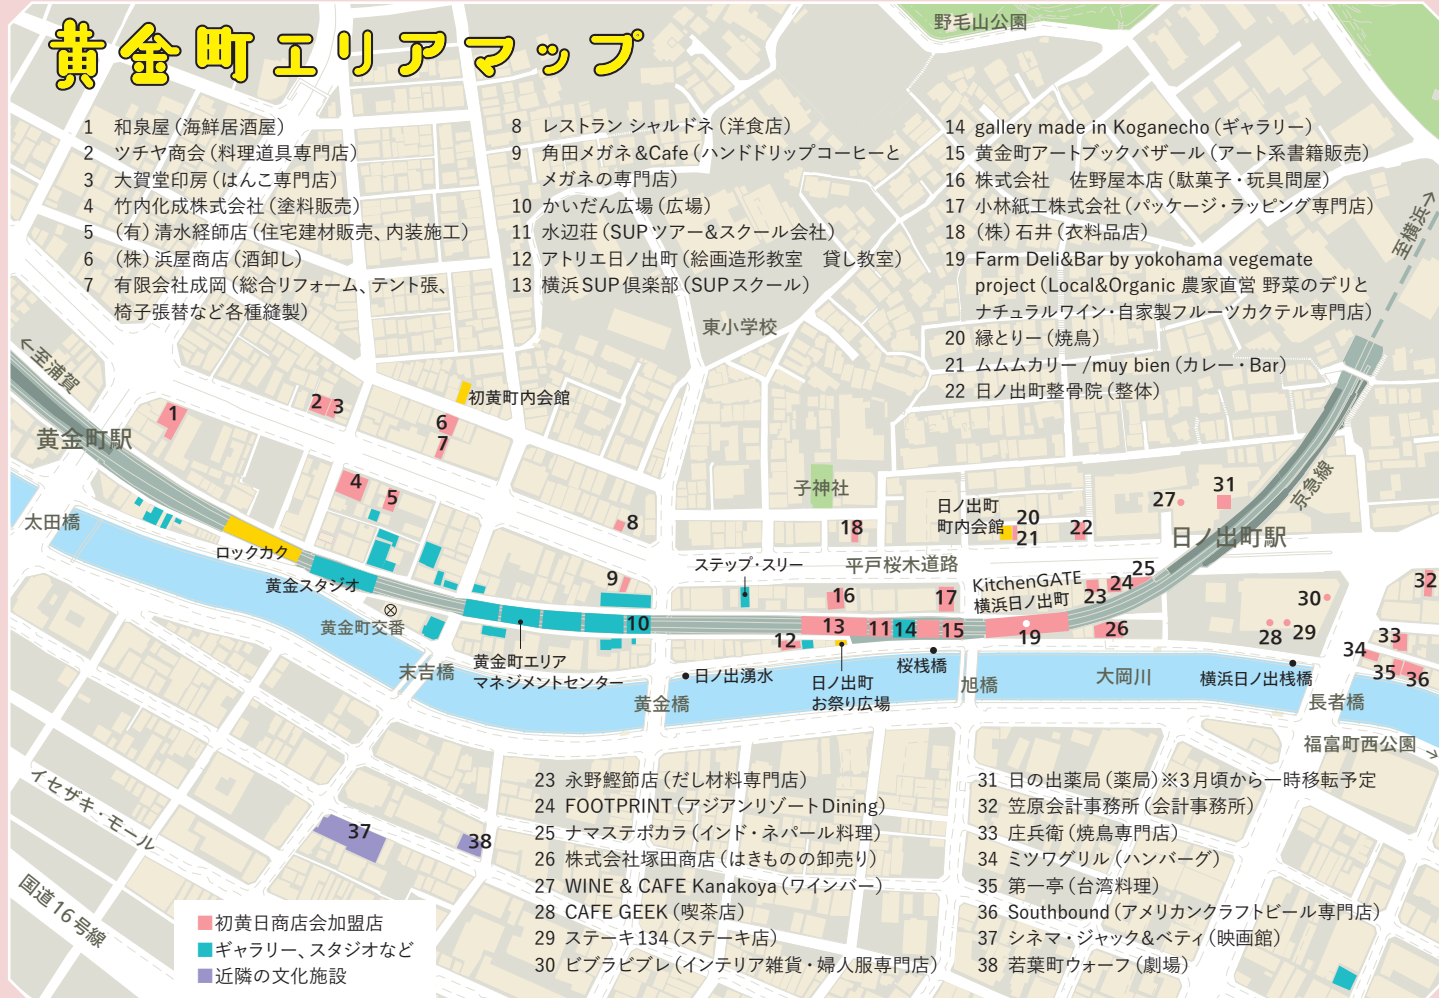 黄金町エリアマップ
野毛山公園
1 和泉屋（海鮮居酒屋）
2 ツチヤ商会（料理道具専門店）
3 大賀堂印房（はんこ専門店）
4 竹内化成株式会社（塗料販売）
5 （有）清水経師店（住宅建材販売、内装施工）
6 （株）浜屋商店（酒卸し）
7 有限会社成岡（総合リフォーム、テント張、
椅子張替など各種縫製）
8 レストラン シャルドネ（洋食店）
9 角田メガネ&Cafe（ハンドドリップコーヒーと
メガネの専門店）
10 かいだん広場（広場）
11 水辺荘（SUPツアー&スクール会社）
12 アトリエ日ノ出町（絵画造形教室　貸し教室）
13 横浜SUP倶楽部（SUPスクール）
14 gallery made in Koganecho（ギャラリー）
15 黄金町アートブックバザール（アート系書籍販売）
16 株式会社　佐野屋本店（駄菓子・玩具問屋）
17 小林紙工株式会社（パッケージ・ラッピング専門店）
18 （株）石井（衣料品店）
19 Farm Deli&Bar by yokohama vegemate
project（Local&Organic 農家直営 野菜のデリと
ナチュラルワイン・自家製フルーツカクテル専門店）
20 縁とりー（焼鳥）
21 ムムムカリー /muy bien（カレー・Bar）
22 日ノ出町整骨院（整体）
至横浜→
東小学校
←至浦賀
黄金町駅
1
2
3
初黄町内会館
6
7
4
5
8
子神社
18
日ノ出町
町内会館
20
21
22
27
31
京急線
日ノ出町駅
太田橋
ロックカク
黄金スタジオ
黄金町交番
9
ステップ・スリー
平戸桜木道路
KitchenGATE
横浜日ノ出町
25
24
23
16
17
10
13
11
14
15
19
26
30
28
29
32
33
34
35
36
12
末吉橋
黄金町エリア
マネジメントセンター
日ノ出湧水
黄金橋
日ノ出町
お祭り広場
桜桟橋
旭橋
大岡川
横浜日ノ出桟橋
長者橋
福富町西公園→
イセザキ・モール
国道16号線
37
38
23 永野鰹節店（だし材料専門店）
24 FOOTPRINT（アジアンリゾートDining）
25 ナマステポカラ（インド・ネパール料理）
26 株式会社塚田商店（はきものの卸売り）
27 WINE & CAFE Kanakoya（ワインバー）
28 CAFE GEEK（喫茶店）
29 ステーキ134（ステーキ店）
30 ビブラビブレ（インテリア雑貨・婦人服専門店）
31 日の出薬局（薬局）※3月頃から一時移転予定
32 笠原会計事務所（会計事務所）
33 庄兵衛（焼鳥専門店）
34 ミツワグリル（ハンバーグ）
35 第一亭（台湾料理）
36 Southbound（アメリカンクラフトビール専門店）
37 シネマ・ジャック&ベティ（映画館）
38 若葉町ウォーフ（劇場）
初黄日商店会加盟店
ギャラリー、スタジオなど
近隣の文化施設